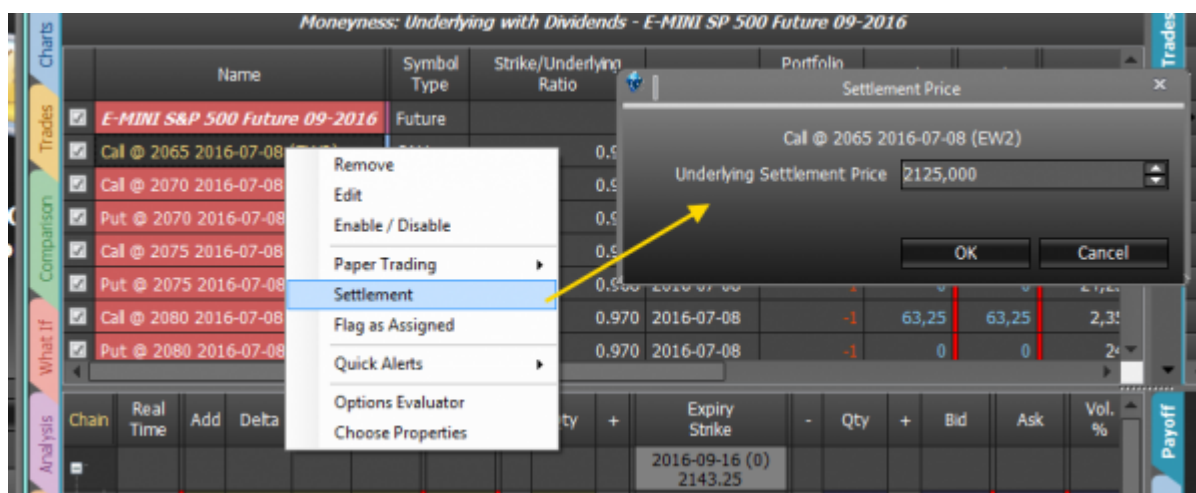 Moneyness: Underlying with Dividends - E-MINI SP 500 Future 09-2016
Charts
Trades
Comparison
What If
Analysis
Trades
Payoff
Name
Symbol Type
Strike/Underlying Ratio
Portfolio
E-MINI S&P 500 Future 09-2016 Future
Call @ 2065 2016-07-08 (EW2)
Call @ 2070 2016-07-08
Put @ 2070 2016-07-08
Call @ 2075 2016-07-08
Put @ 2075 2016-07-08
Call @ 2080 2016-07-08 0.970 2016-07-08 -1 63,25 63,25
Put @ 2080 2016-07-08 0.970 2016-07-08 -1 0 0
Remove
Edit
Enable / Disable
Paper Trading
Settlement
Flag as Assigned
Quick Alerts
Options Evaluator
Choose Properties
Settlement Price x
Call @ 2065 2016-07-08 (EW2)
Underlying Settlement Price 2125,000
OK Cancel
Chain Real Time Add Delta + Expiry Strike - Qty + Bid Ask Vol. %
2016-09-16 (0)
2143.25